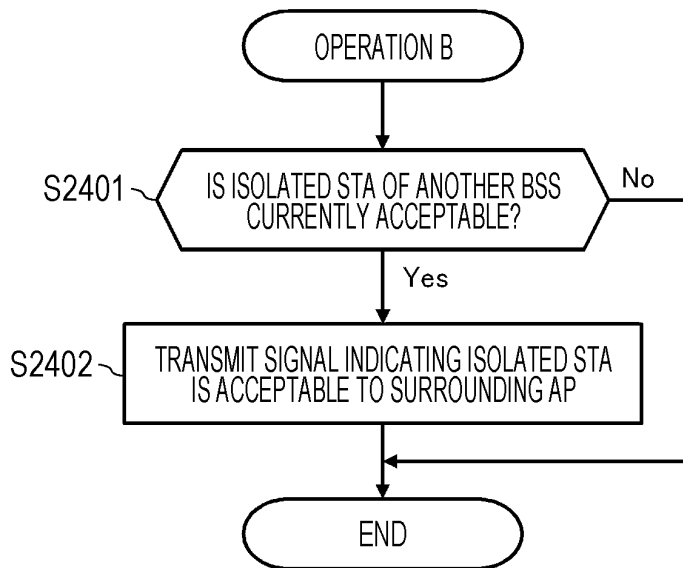 OPERATION B
S2401
IS ISOLATED STA OF ANOTHER BSS
CURRENTLY ACCEPTABLE?
No
Yes
S2402
TRANSMIT SIGNAL INDICATING ISOLATED STA
IS ACCEPTABLE TO SURROUNDING AP
END